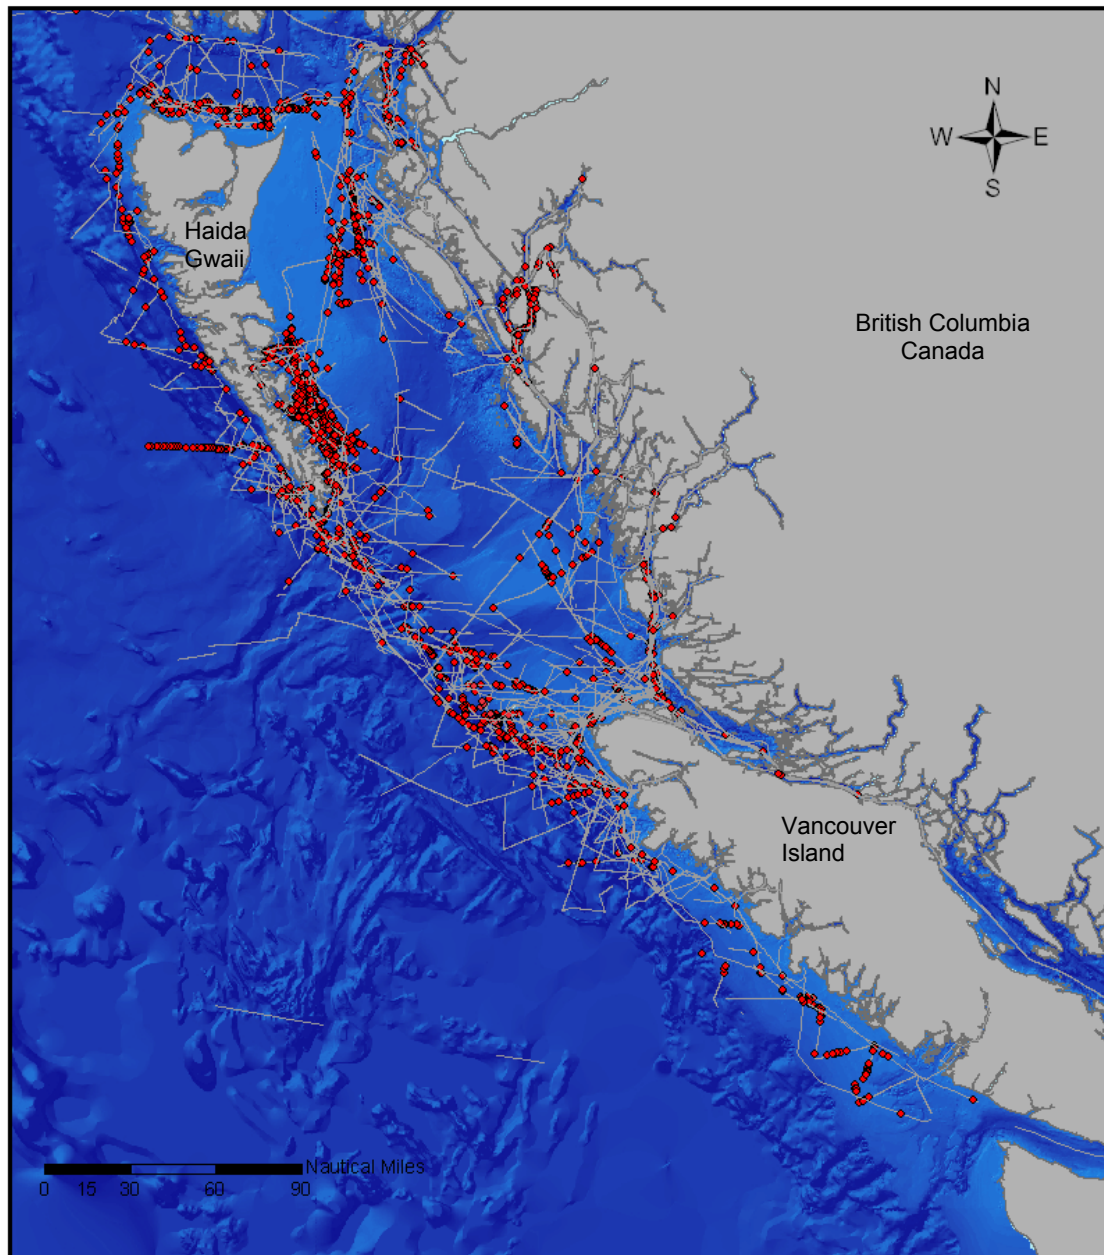 N
W E
S
Haida
Gwaii
British Columbia
Canada
Vancouver
Island
Nautical Miles
0 15 30 60 90